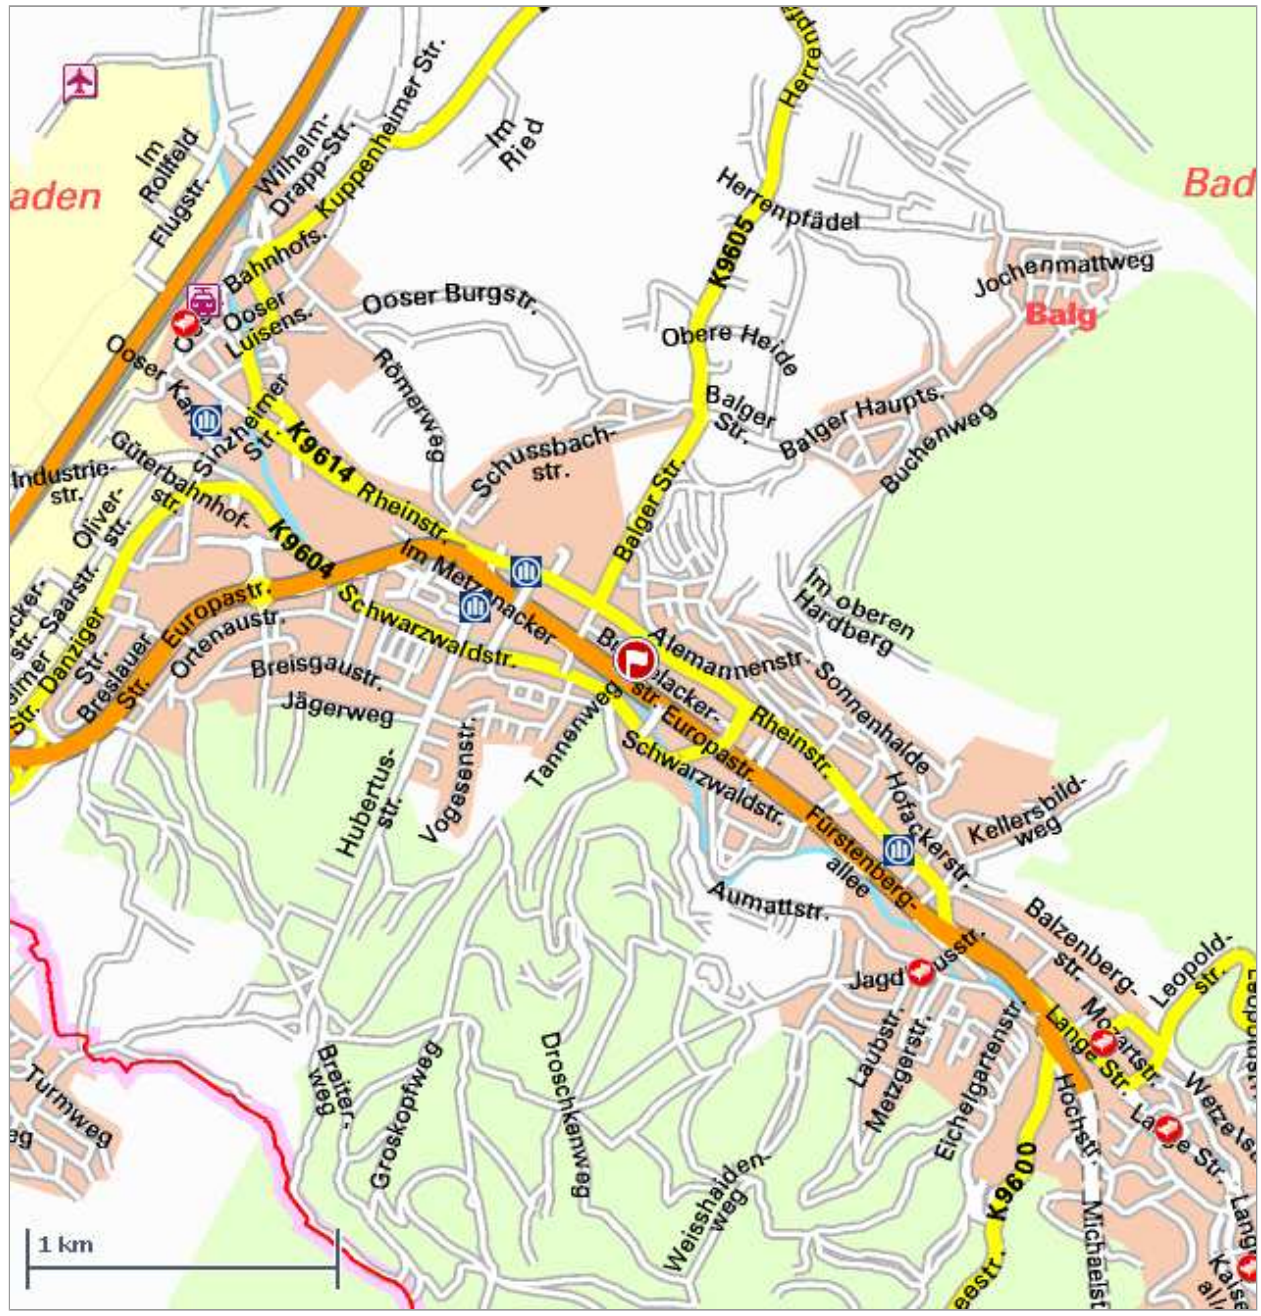 Herre
Kuppenheimer Str.
Im
Ried
Wilhelm-
Drapp-Str.
Im
Rollfeld
Flugstr.
aden
Bad
Herrenpfädel
K9605
Jochenmattweg
Balg
Bahnhofs.
Ooser
Luisens.
Ooser Burgstr.
Obere Heide
Römerweg
Balger
Str.
Balger Haupts.
Buchenweg
Sinzheimer
Str.
Güterbahnhof-
str.
Industrie-
str.
Oliver-
str.
K9614
Rheinstr.
Schussbach-
str.
Balger Str.
K9604
Im Metzenacker
Europastr.
Ortenaustr.
Schwarzwaldstr.
Saarstr.
Danziger
Str.
Breslauer
Str.
Str.
Breisgaustr.
Jägerweg
Im oberen
Hardberg
Alemannenstr.
Sonnenhalde
str.
Tannenweg
Vogesenstr.
Hubertus-
str.
Europastr.
Rheinstr.
Schwarzwaldstr.
Hofackerstr.
Kellersbild-
weg
Fürstenberg-
allee
Aumattstr.
Balzenberg-
str.
Leopold-
str.
Jagd
usstr.
Lange Str.
Mozartstr.
Laubstr.
Metzgerstr.
Eichelgartenstr.
Hochstr.
Droschkenweg
Breiter-
weg
Groskopfweg
Turmweg
Weisshaiden-
weg
K9600
Michaelst
1 km